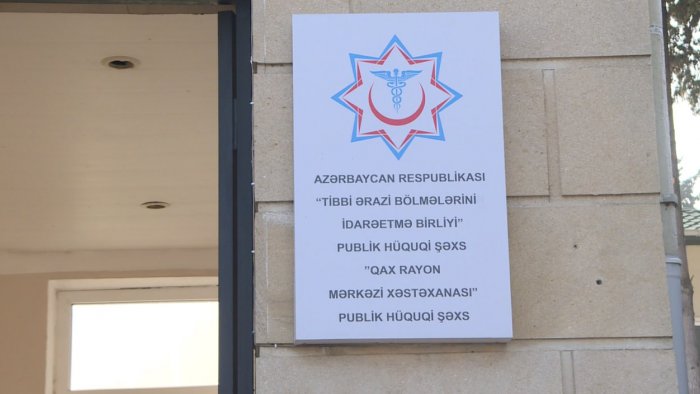 AZƏRBAYCAN RESPUBLİKASI
“TİBBİ ƏRAZİ BÖLMƏLƏRİNİ
İDARƏETMƏ BİRLİYİ”
PUBLİK HÜQUQİ ŞƏXS
”QAX RAYON
MƏRKƏZİ XƏSTƏXANASI”
PUBLİK HÜQUQİ ŞƏXS